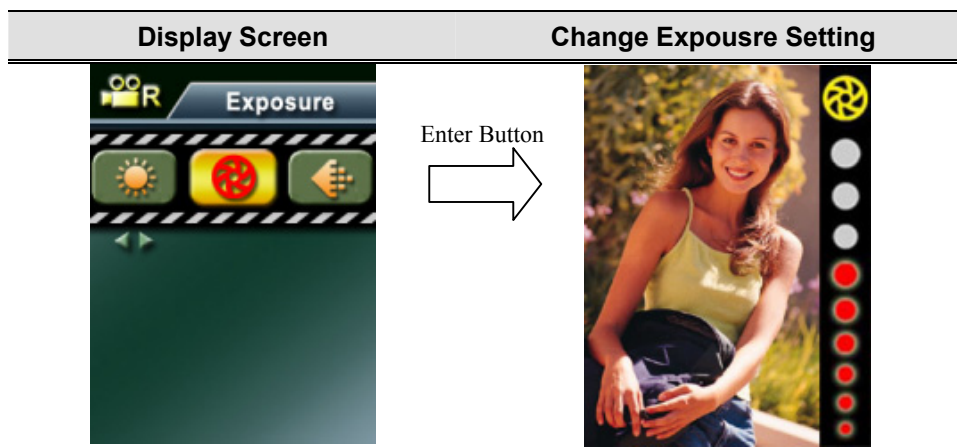 Display Screen
Change Expousre Setting
R
Exposure
Enter Button